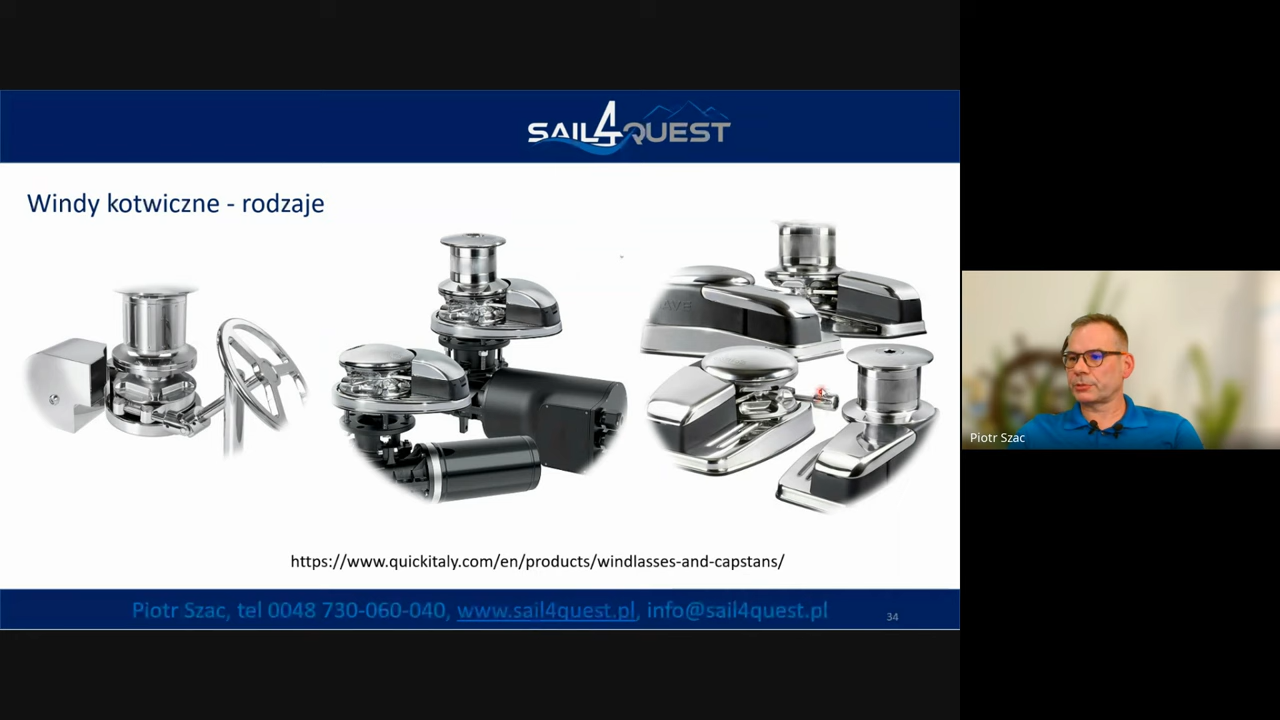 SAIL4QUEST
Windy kotwiczne - rodzaje
https://www.quickitaly.com/en/products/windlasses-and-capstans/
Piotr Szac, tel 0048 730-060-040, www.sail4quest.pl, info@sail4quest.pl
34
Piotr Szac